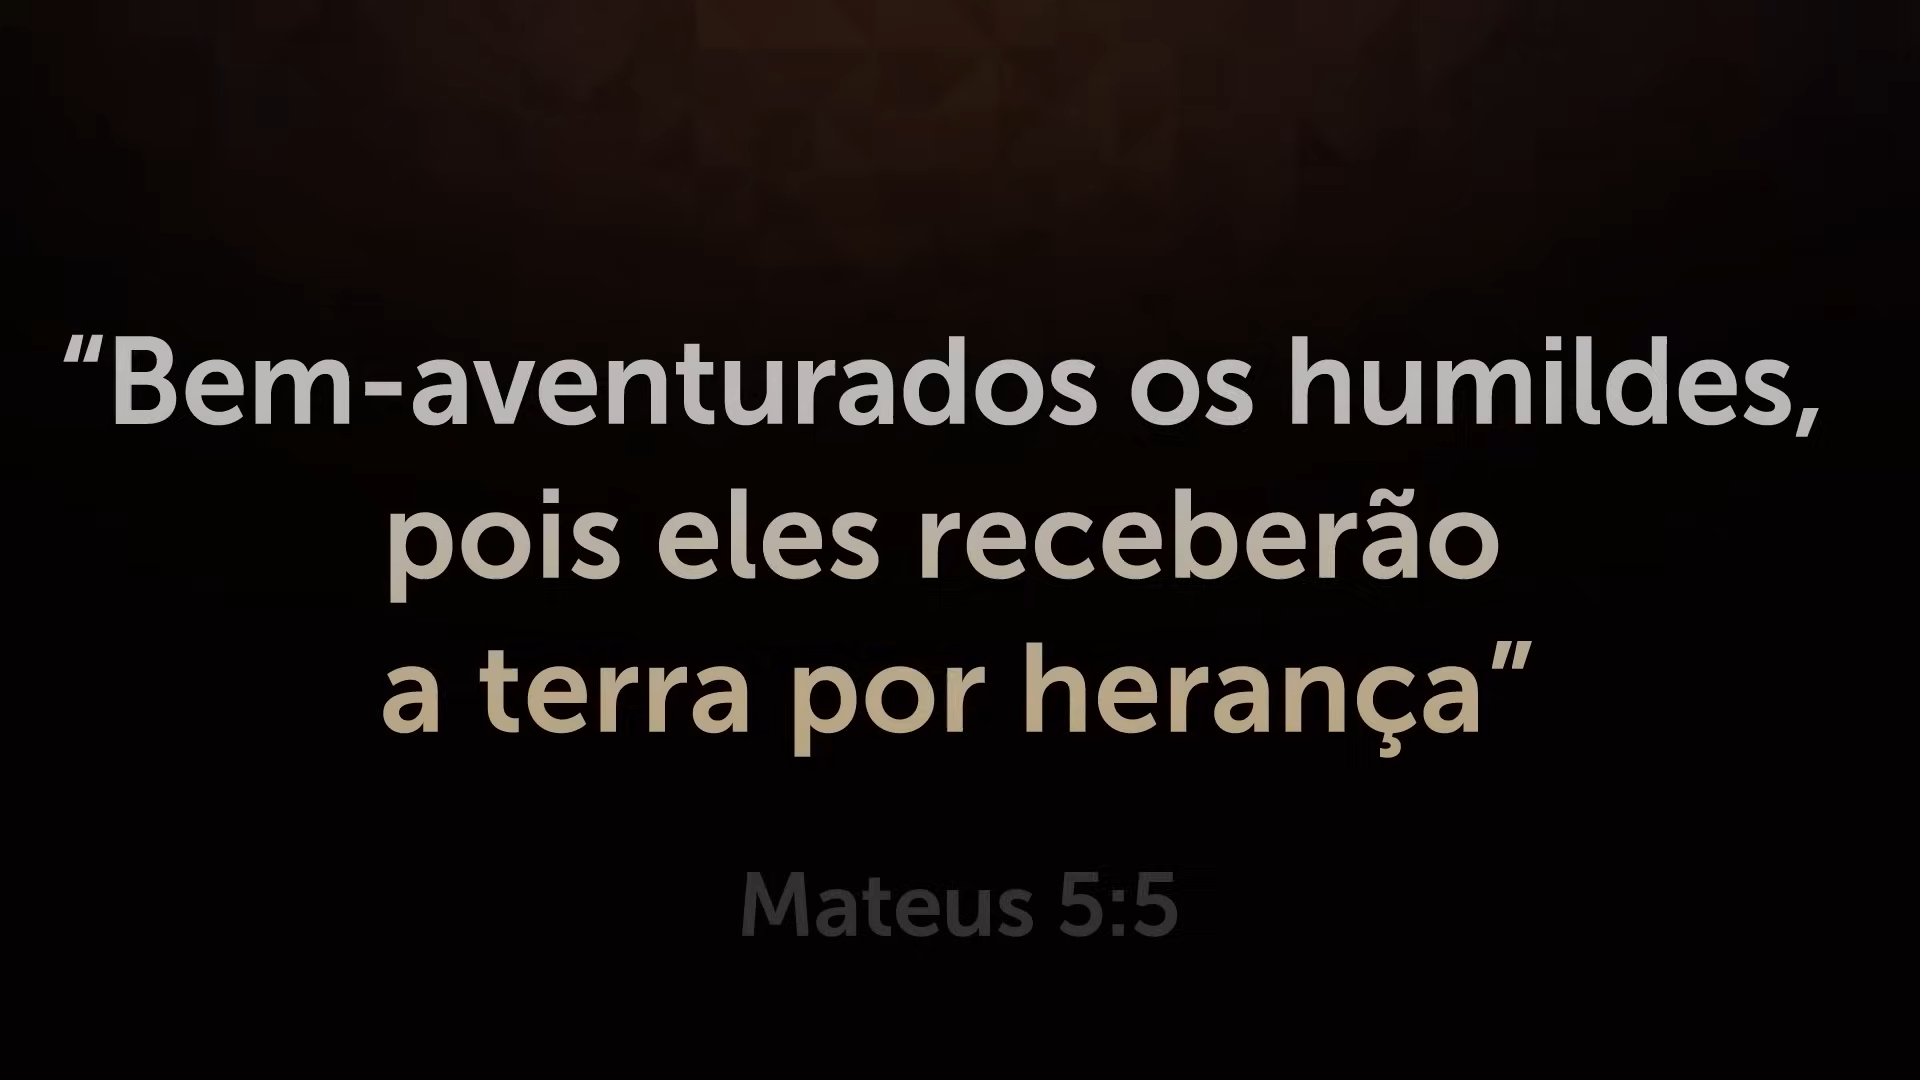 “Bem-aventurados os humildes,
pois eles receberão
a terra por herança”
Mateus 5:5